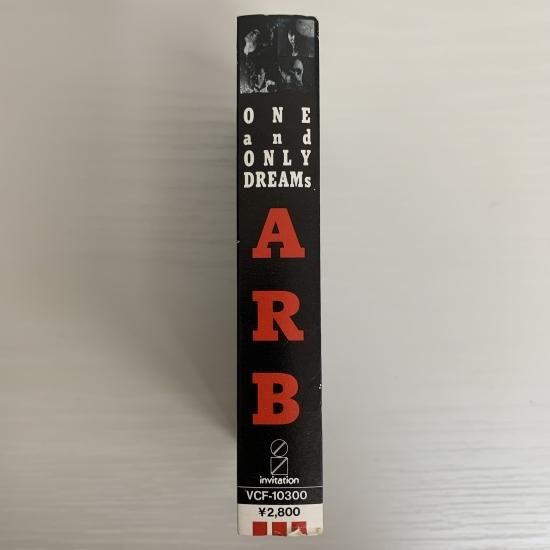 ONE
and
ONLY
DREAMs
A
R
B
invitation
VCF-10300
¥2,800